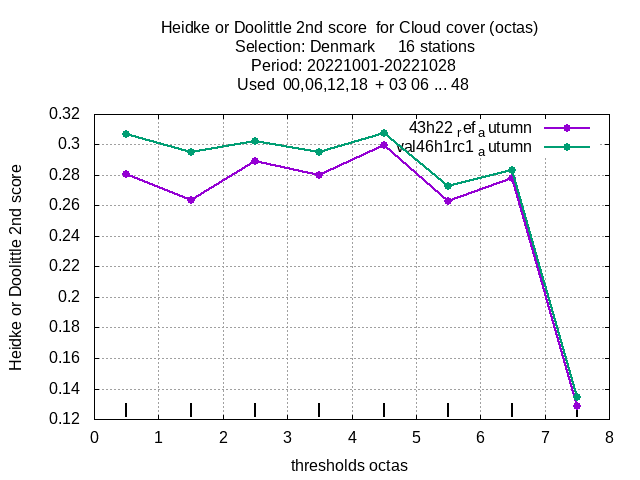 Heidke or Doolittle 2nd score  for Cloud cover (octas)
Selection: Denmark     16 stations
Period: 20221001-20221028
Used  00,06,12,18  + 03 06 ... 48
43h22 ref autumn
val46h1rc1 autumn
Heidke or Doolittle 2nd score
0.32
0.3
0.28
0.26
0.24
0.22
0.2
0.18
0.16
0.14
0.12
0 1 2 3 4 5 6 7 8
thresholds octas